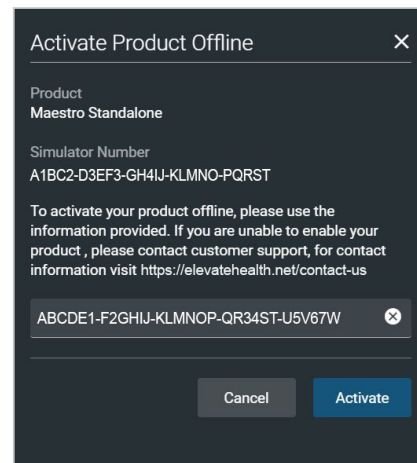 Activate Product Offline
Product
Maestro Standalone
Simulator Number
A1BC2-D3EF3-GH4IJ-KLMNO-PQRST
To activate your product offline, please use the
information provided. If you are unable to enable your
product , please contact customer support, for contact
information visit https://elevatehealth.net/contact-us
ABCDE1-F2GHIJ-KLMNOP-QR34ST-U5V67W
Cancel Activate